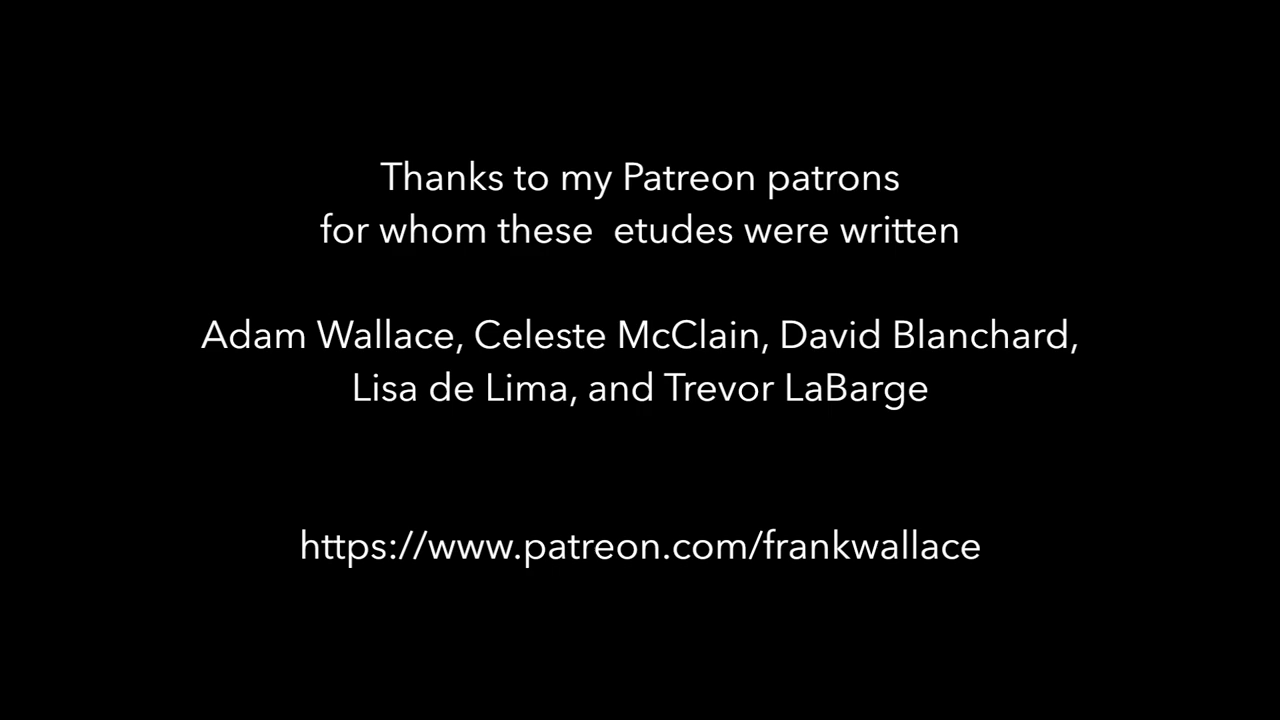 Thanks to my Patreon patrons
for whom these  etudes were written
Adam Wallace, Celeste McClain, David Blanchard,
Lisa de Lima, and Trevor LaBarge
https://www.patreon.com/frankwallace